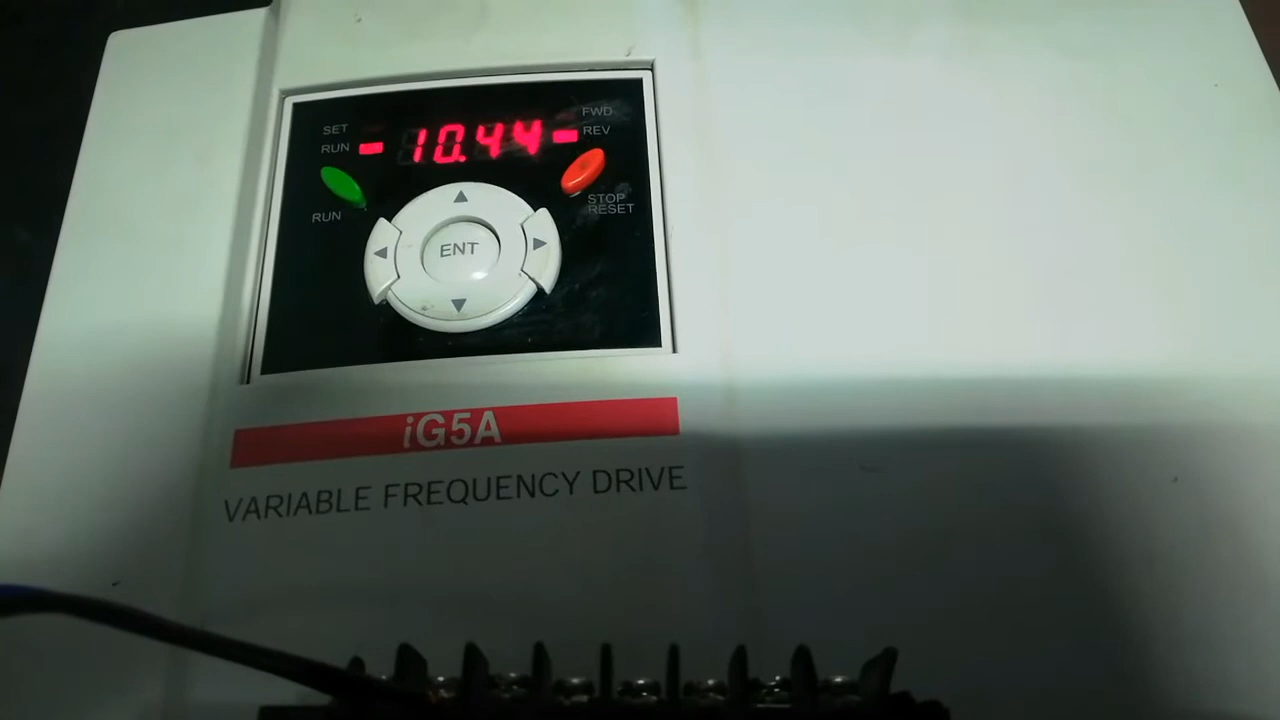 SET
RUN
10.44
FWD
REV
RUN
STOP
RESET
ENT
iG5A
VARIABLE FREQUENCY DRIVE